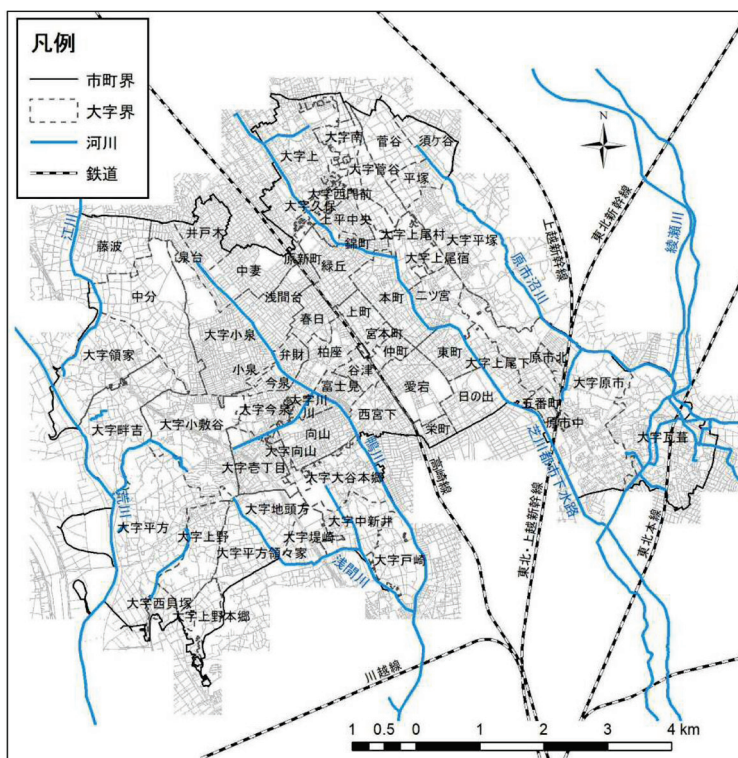 凡例
市町界
大字界
河川
鉄道
N
大字南
菅谷
須ケ谷
大字上
大字菅谷
平塚
大字西門前
大字久保
上平中央
井戸木
藤波
江川
泉台
中妻
原新町
緑丘
錦町
大字上尾村
大字平塚
大字上尾宿
上越新幹線
東北新幹線
綾瀬川
原市沼川
中分
浅間台
本町
二ツ宮
上町
春日
宮本町
大字小泉
弁財
柏座
仲町
東町
大字上尾下
原市北
大字領家
小泉
谷津
大字原市
今泉
富士見
愛宕
日の出
五番町
大字川
川
大字今泉
西宮下
原市中
大字瓦葺
大字畔吉
大字小敷谷
向山
栄町
大字向山
鴨川
芝川都市下水路
大字壱丁目
高崎線
荒川
大字大谷本郷
大字地頭方
大字中新井
大字平方
大字上野
大字堤崎
大字平方領々家
大字戸崎
浅間川
東北・上越新幹線
東北本線
大字西貝塚
大字上野本郷
川越線
1 0.5 0 1 2 3 4 km